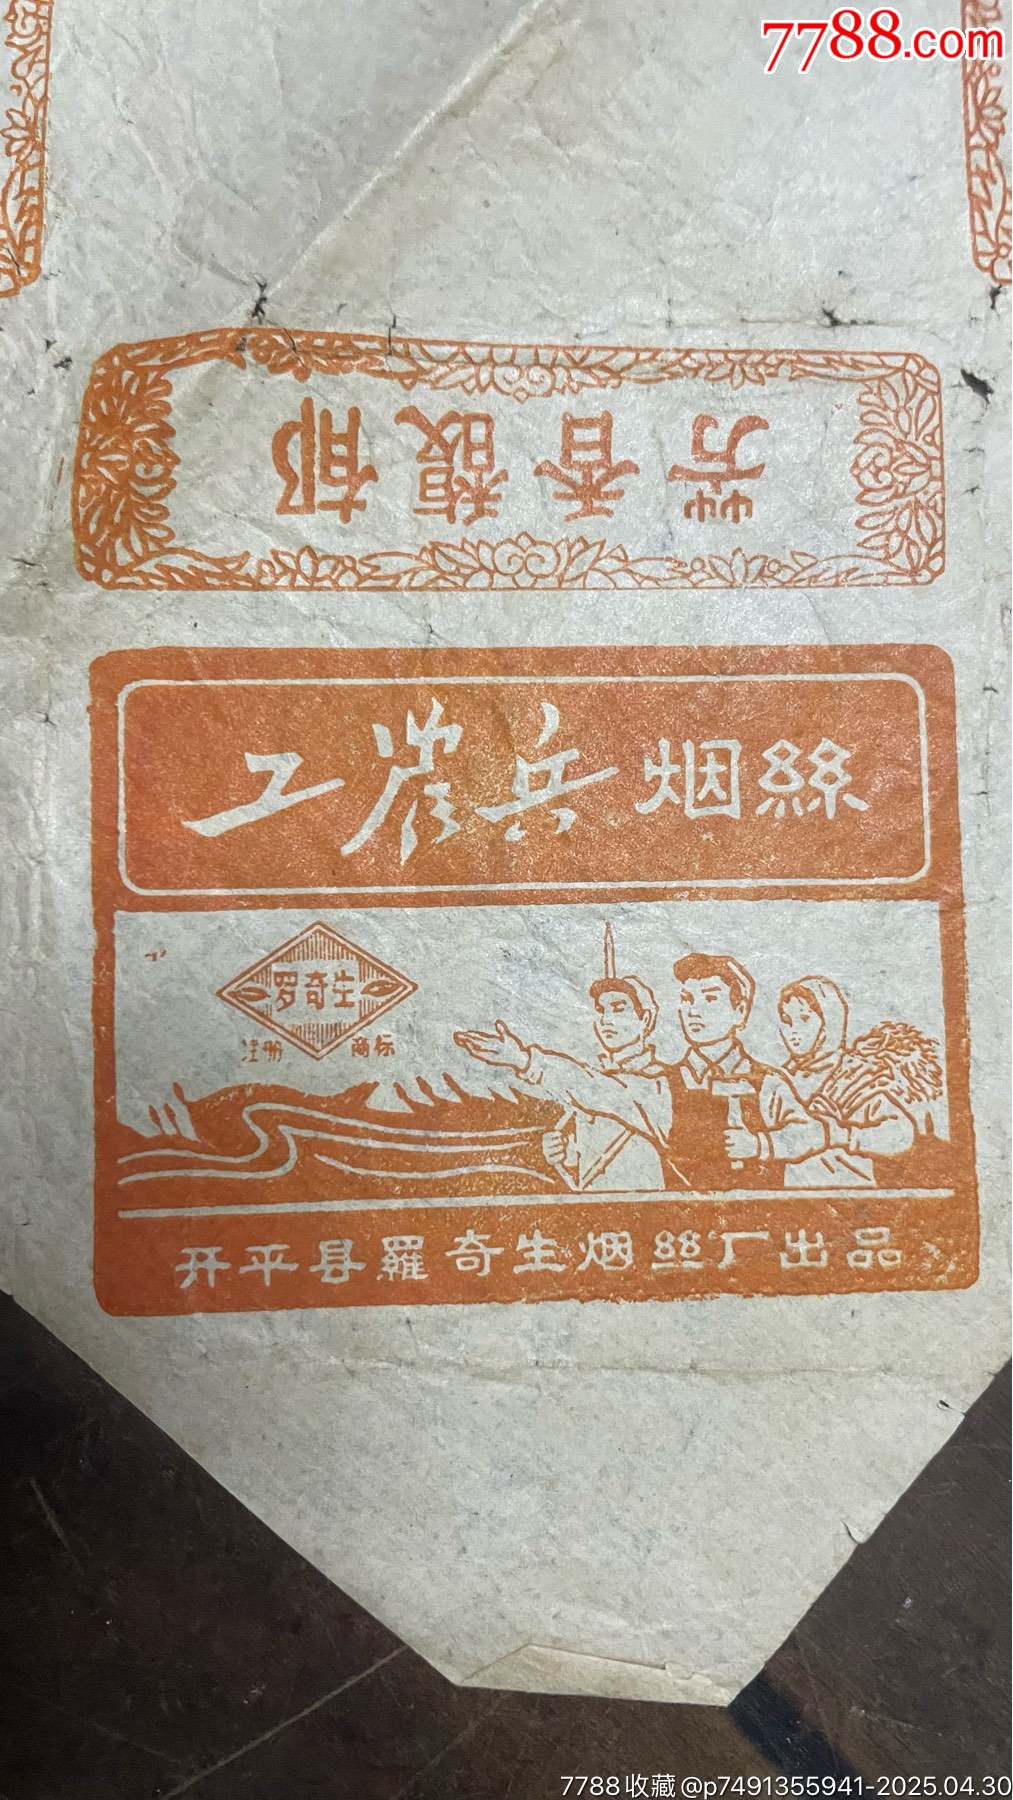 7788.com
芳香馥郁
工农兵烟絲
罗奇生
注册 商标
开平县羅奇生烟丝厂出品
7788收藏@p7491355941-2025.04.30